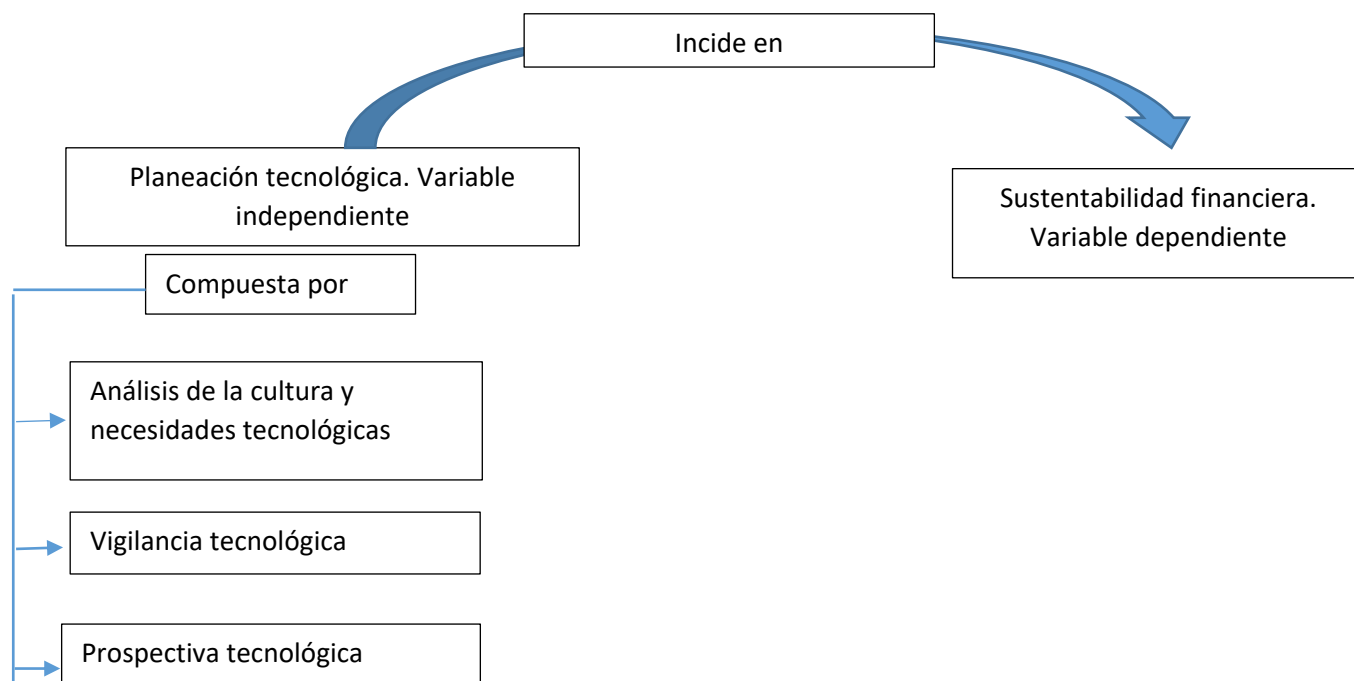 Incide en
Planeación tecnológica. Variable
independiente
Sustentabilidad financiera.
Variable dependiente
Compuesta por
Análisis de la cultura y
necesidades tecnológicas
Vigilancia tecnológica
Prospectiva tecnológica